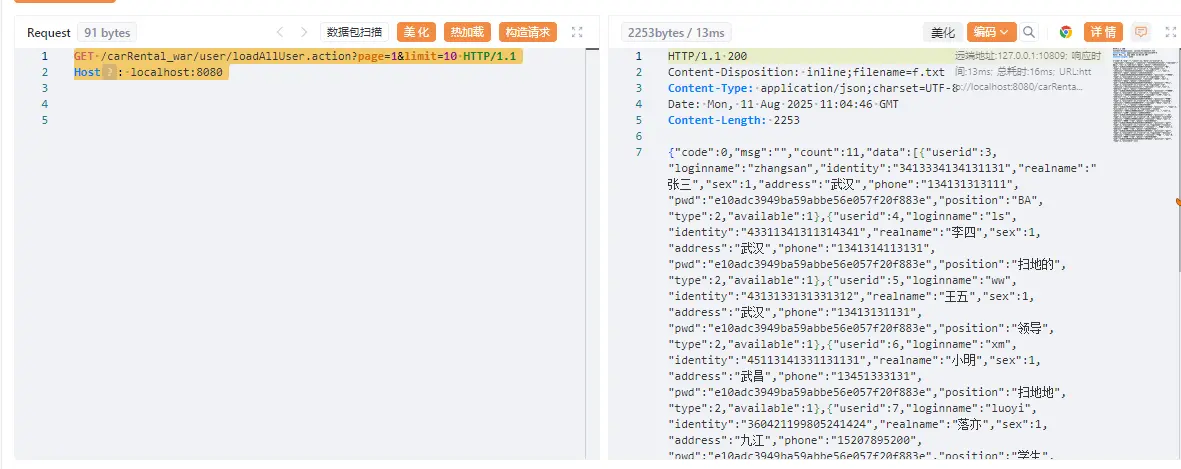 Request 91 bytes 数据包扫描 美化 热加载 构造请求
1 GET /carRental_war/user/loadAllUser.action?page=1&limit=10 HTTP/1.1
2 Host ? : localhost:8080
3
4
5
2253bytes / 13ms 美化 编码 详情
1 HTTP/1.1 200
远端地址:127.0.0.1:10809; 响应时
间:13ms; 总耗时:16ms; URL:htt
p://localhost:8080/carRenta...
2 Content-Disposition: inline;filename=f.txt
3 Content-Type: application/json;charset=UTF-8
4 Date: Mon, 11 Aug 2025 11:04:46 GMT
5 Content-Length: 2253
6
7 {"code":0,"msg":"","count":11,"data":[{"userid":3,
"loginname":"zhangsan","identity":"3413334134131131","realname":"
张三","sex":1,"address":"武汉","phone":"134131313111",
"pwd":"e10adc3949ba59abbe56e057f20f883e","position":"BA",
"type":2,"available":1},{"userid":4,"loginname":"ls",
"identity":"43311341311314341","realname":"李四","sex":1,
"address":"武汉","phone":"1341314113131",
"pwd":"e10adc3949ba59abbe56e057f20f883e","position":"扫地的",
"type":2,"available":1},{"userid":5,"loginname":"ww",
"identity":"4313133131331312","realname":"王五","sex":1,
"address":"武汉","phone":"13413131131",
"pwd":"e10adc3949ba59abbe56e057f20f883e","position":"领导",
"type":2,"available":1},{"userid":6,"loginname":"xm",
"identity":"45113141331131131","realname":"小明","sex":1,
"address":"武昌","phone":"13451333131",
"pwd":"e10adc3949ba59abbe56e057f20f883e","position":"扫地地",
"type":2,"available":1},{"userid":7,"loginname":"luoyi",
"identity":"360421199805241424","realname":"落亦","sex":1,
"address":"九江","phone":"15207895200",
"pwd":"e10adc3949ba59abbe56e057f20f883e","position":"学生",